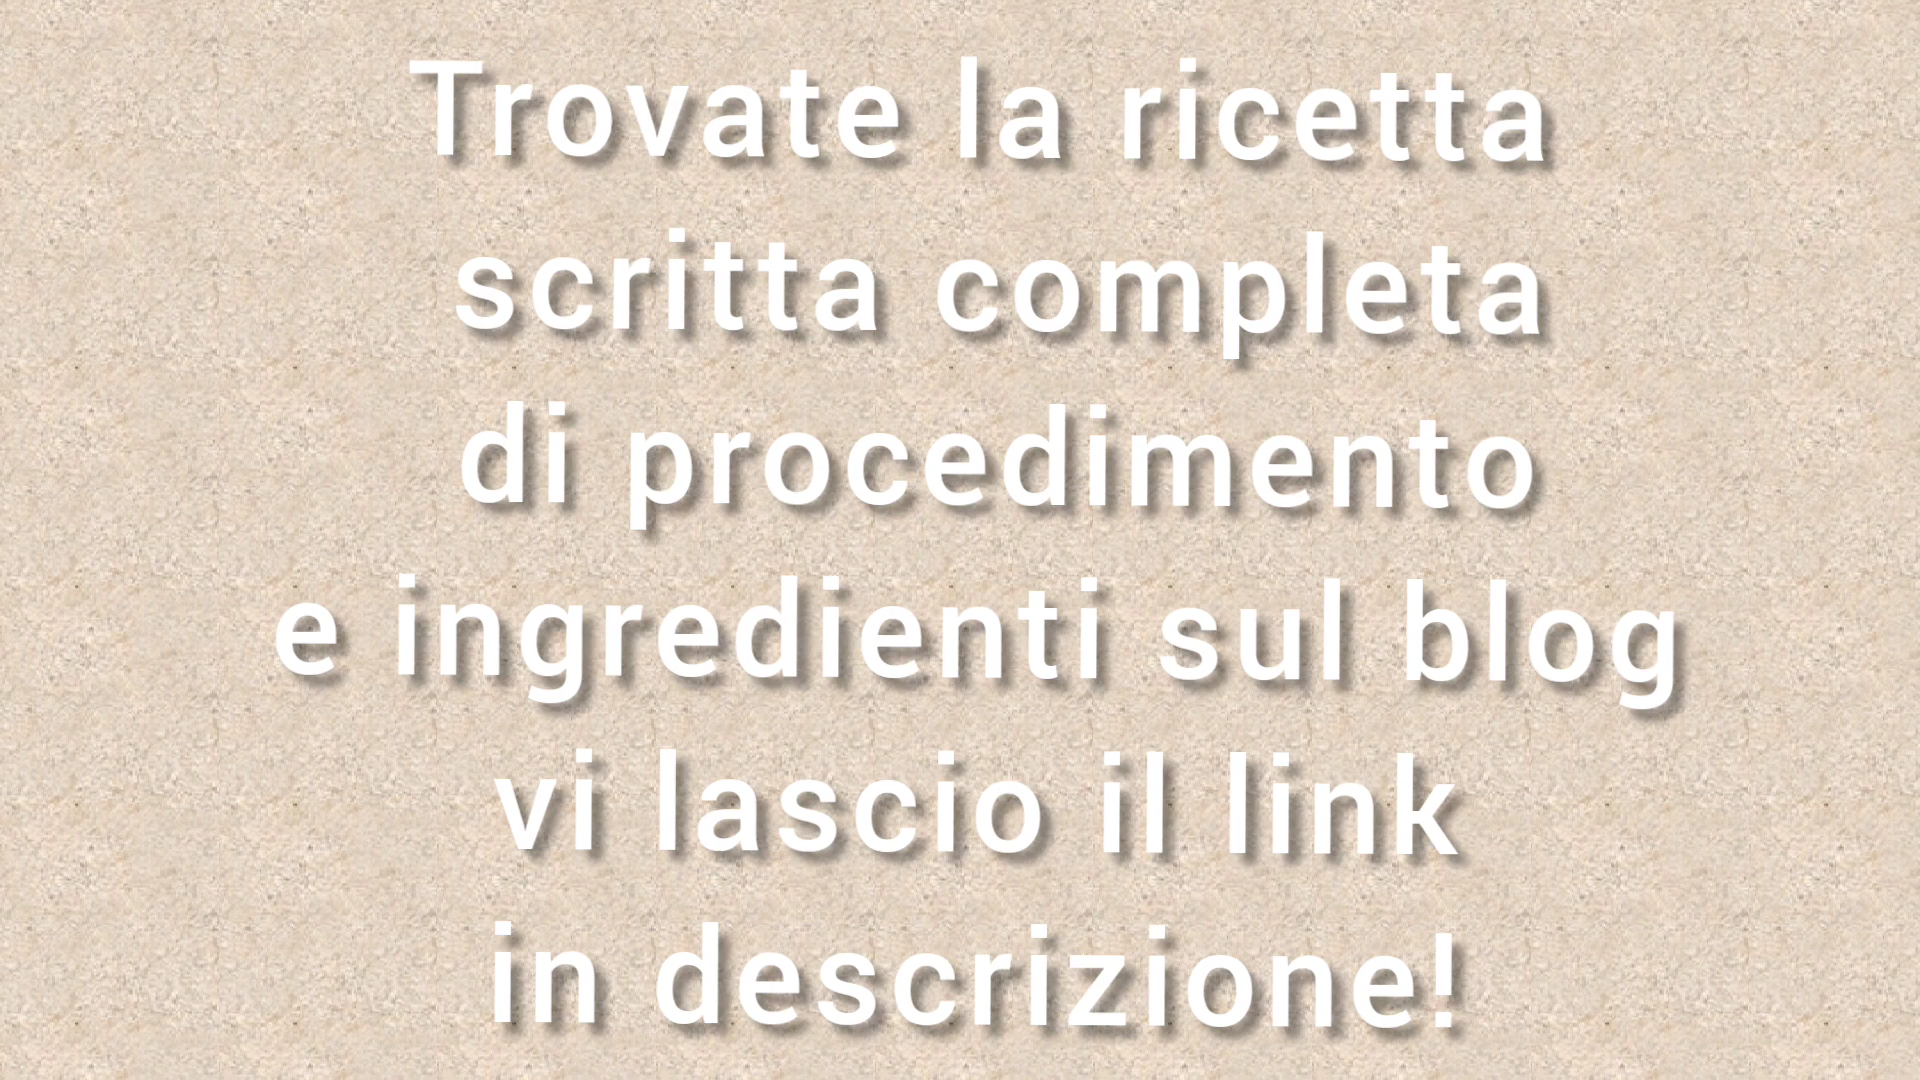 Trovate la ricetta
scritta completa
di procedimento
e ingredienti sul blog
vi lascio il link
in descrizione!